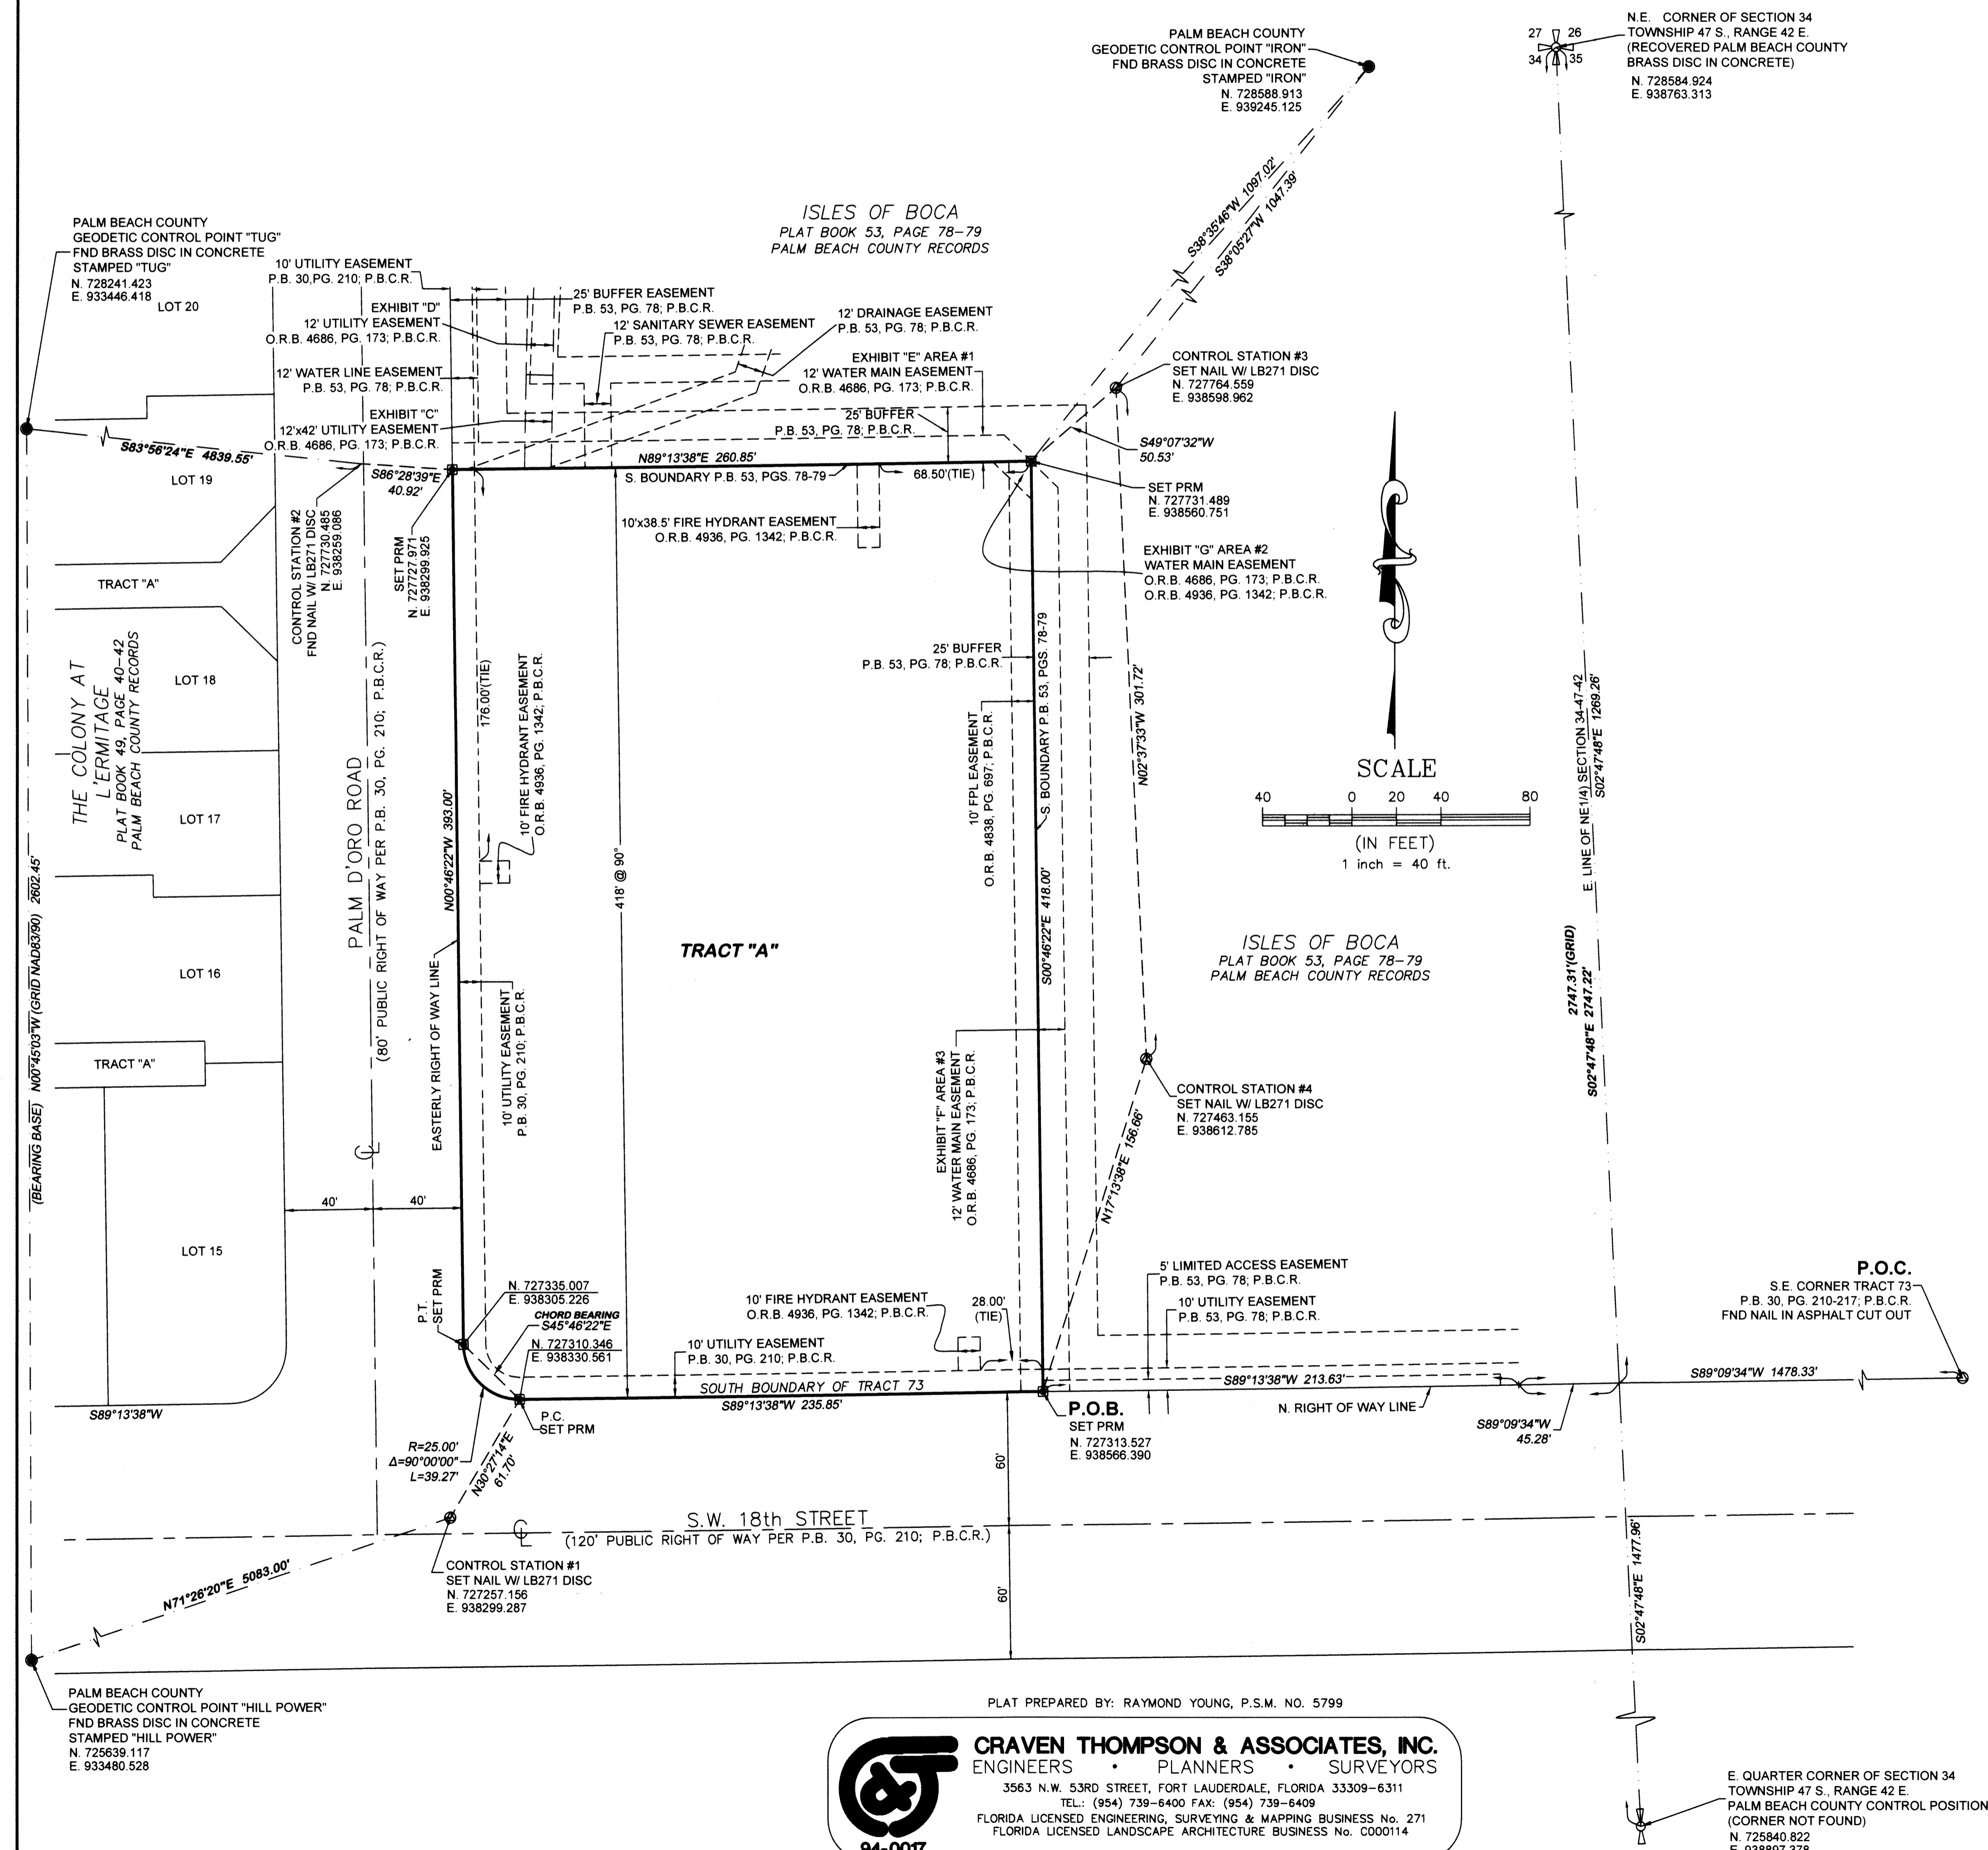 N.E. CORNER OF SECTION 34
TOWNSHIP 47 S., RANGE 42 E.
(RECOVERED PALM BEACH COUNTY
BRASS DISC IN CONCRETE)
N. 728584.924
E. 938763.313
27 26
34 35
PALM BEACH COUNTY
GEODETIC CONTROL POINT "IRON"
FND BRASS DISC IN CONCRETE
STAMPED "IRON"
N. 728588.913
E. 939245.125
S38°35'46"W 1097.02'
S38°05'27"W 1047.39'
ISLES OF BOCA
PLAT BOOK 53, PAGE 78-79
PALM BEACH COUNTY RECORDS
PALM BEACH COUNTY
GEODETIC CONTROL POINT "TUG"
FND BRASS DISC IN CONCRETE
STAMPED "TUG"
N. 728241.423
E. 933446.418
LOT 20
10' UTILITY EASEMENT
P.B. 30,PG. 210; P.B.C.R.
EXHIBIT "D"
12' UTILITY EASEMENT
O.R.B. 4686, PG. 173; P.B.C.R.
12' WATER LINE EASEMENT
P.B. 53, PG. 78; P.B.C.R.
EXHIBIT "C"
12'x42' UTILITY EASEMENT
O.R.B. 4686, PG. 173; P.B.C.R.
25' BUFFER EASEMENT
P.B. 53, PG. 78; P.B.C.R.
12' SANITARY SEWER EASEMENT
P.B. 53, PG. 78; P.B.C.R.
12' DRAINAGE EASEMENT
P.B. 53, PG. 78; P.B.C.R.
EXHIBIT "E" AREA #1
12' WATER MAIN EASEMENT
O.R.B. 4686, PG. 173; P.B.C.R.
25' BUFFER
P.B. 53, PG. 78; P.B.C.R.
CONTROL STATION #3
SET NAIL W/ LB271 DISC
N. 727764.559
E. 938598.962
S49°07'32"W
50.53'
S83°56'24"E 4839.55'
LOT 19
S86°28'39"E
40.92'
N89°13'38"E 260.85'
S. BOUNDARY P.B. 53, PGS. 78-79
68.50'(TIE)
SET PRM
N. 727731.489
E. 938560.751
10'x38.5' FIRE HYDRANT EASEMENT
O.R.B. 4936, PG. 1342; P.B.C.R.
EXHIBIT "G" AREA #2
WATER MAIN EASEMENT
O.R.B. 4686, PG. 173; P.B.C.R.
O.R.B. 4936, PG. 1342; P.B.C.R.
CONTROL STATION #2
FND NAIL W/ LB271 DISC
N. 727730.485
E. 938259.086
SET PRM
N. 727727.971
E. 938299.925
TRACT "A"
THE COLONY AT
L'ERMITAGE
PLAT BOOK 49, PAGE 40-42
PALM BEACH COUNTY RECORDS
LOT 18
LOT 17
LOT 16
TRACT "A"
LOT 15
PALM D'ORO ROAD
(80' PUBLIC RIGHT OF WAY PER P.B. 30, PG. 210; P.B.C.R.)
(BEARING BASE) N00°45'03"W (GRID NAD83/90) 2602.45'
N00°46'22"W 393.00'
EASTERLY RIGHT OF WAY LINE
176.00'(TIE)
10' FIRE HYDRANT EASEMENT
O.R.B. 4936, PG. 1342; P.B.C.R.
10' UTILITY EASEMENT
P.B. 30, PG. 210; P.B.C.R.
418' @ 90°
TRACT "A"
25' BUFFER
P.B. 53, PG. 78; P.B.C.R.
10' FPL EASEMENT
O.R.B. 4838, PG. 697; P.B.C.R.
S. BOUNDARY P.B. 53, PGS. 78-79
S00°46'22"E 418.00'
N02°37'33"W 301.72'
EXHIBIT "F" AREA #3
12' WATER MAIN EASEMENT
O.R.B. 4686, PG. 173; P.B.C.R.
SCALE
40 0 20 40 80
(IN FEET)
1 inch = 40 ft.
ISLES OF BOCA
PLAT BOOK 53, PAGE 78-79
PALM BEACH COUNTY RECORDS
E. LINE OF NE1/4) SECTION 34-47-42
S02°47'48"E 1269.26'
2747.31'(GRID)
S02°47'48"E 2747.22'
CONTROL STATION #4
SET NAIL W/ LB271 DISC
N. 727463.155
E. 938612.785
N17°13'38"E 156.66'
40' 40'
P.T.
SET PRM
N. 727335.007
E. 938305.226
CHORD BEARING
S45°46'22"E
N. 727310.346
E. 938330.561
10' UTILITY EASEMENT
P.B. 30, PG. 210; P.B.C.R.
10' FIRE HYDRANT EASEMENT
O.R.B. 4936, PG. 1342; P.B.C.R.
28.00'
(TIE)
5' LIMITED ACCESS EASEMENT
P.B. 53, PG. 78; P.B.C.R.
10' UTILITY EASEMENT
P.B. 53, PG. 78; P.B.C.R.
P.O.C.
S.E. CORNER TRACT 73
P.B. 30, PG. 210-217; P.B.C.R.
FND NAIL IN ASPHALT CUT OUT
S89°13'38"W
SOUTH BOUNDARY OF TRACT 73
S89°13'38"W 235.85'
S89°13'38"W 213.63'
S89°09'34"W 1478.33'
N. RIGHT OF WAY LINE
S89°09'34"W
45.28'
P.C.
SET PRM
P.O.B.
SET PRM
N. 727313.527
E. 938566.390
R=25.00'
Δ=90°00'00"
L=39.27'
N30°27'14"E
61.70'
60'
60'
S.W. 18th STREET
(120' PUBLIC RIGHT OF WAY PER P.B. 30, PG. 210; P.B.C.R.)
CONTROL STATION #1
SET NAIL W/ LB271 DISC
N. 727257.156
E. 938299.287
N71°26'20"E 5083.00'
S02°47'48"E 1477.96'
PALM BEACH COUNTY
GEODETIC CONTROL POINT "HILL POWER"
FND BRASS DISC IN CONCRETE
STAMPED "HILL POWER"
N. 725639.117
E. 933480.528
PLAT PREPARED BY: RAYMOND YOUNG, P.S.M. NO. 5799
CRAVEN THOMPSON & ASSOCIATES, INC.
ENGINEERS • PLANNERS • SURVEYORS
3563 N.W. 53RD STREET, FORT LAUDERDALE, FLORIDA 33309-6311
TEL.: (954) 739-6400 FAX: (954) 739-6409
FLORIDA LICENSED ENGINEERING, SURVEYING & MAPPING BUSINESS No. 271
FLORIDA LICENSED LANDSCAPE ARCHITECTURE BUSINESS No. C000114
94-0017
E. QUARTER CORNER OF SECTION 34
TOWNSHIP 47 S., RANGE 42 E.
PALM BEACH COUNTY CONTROL POSITION
(CORNER NOT FOUND)
N. 725840.822
E. 938897.378